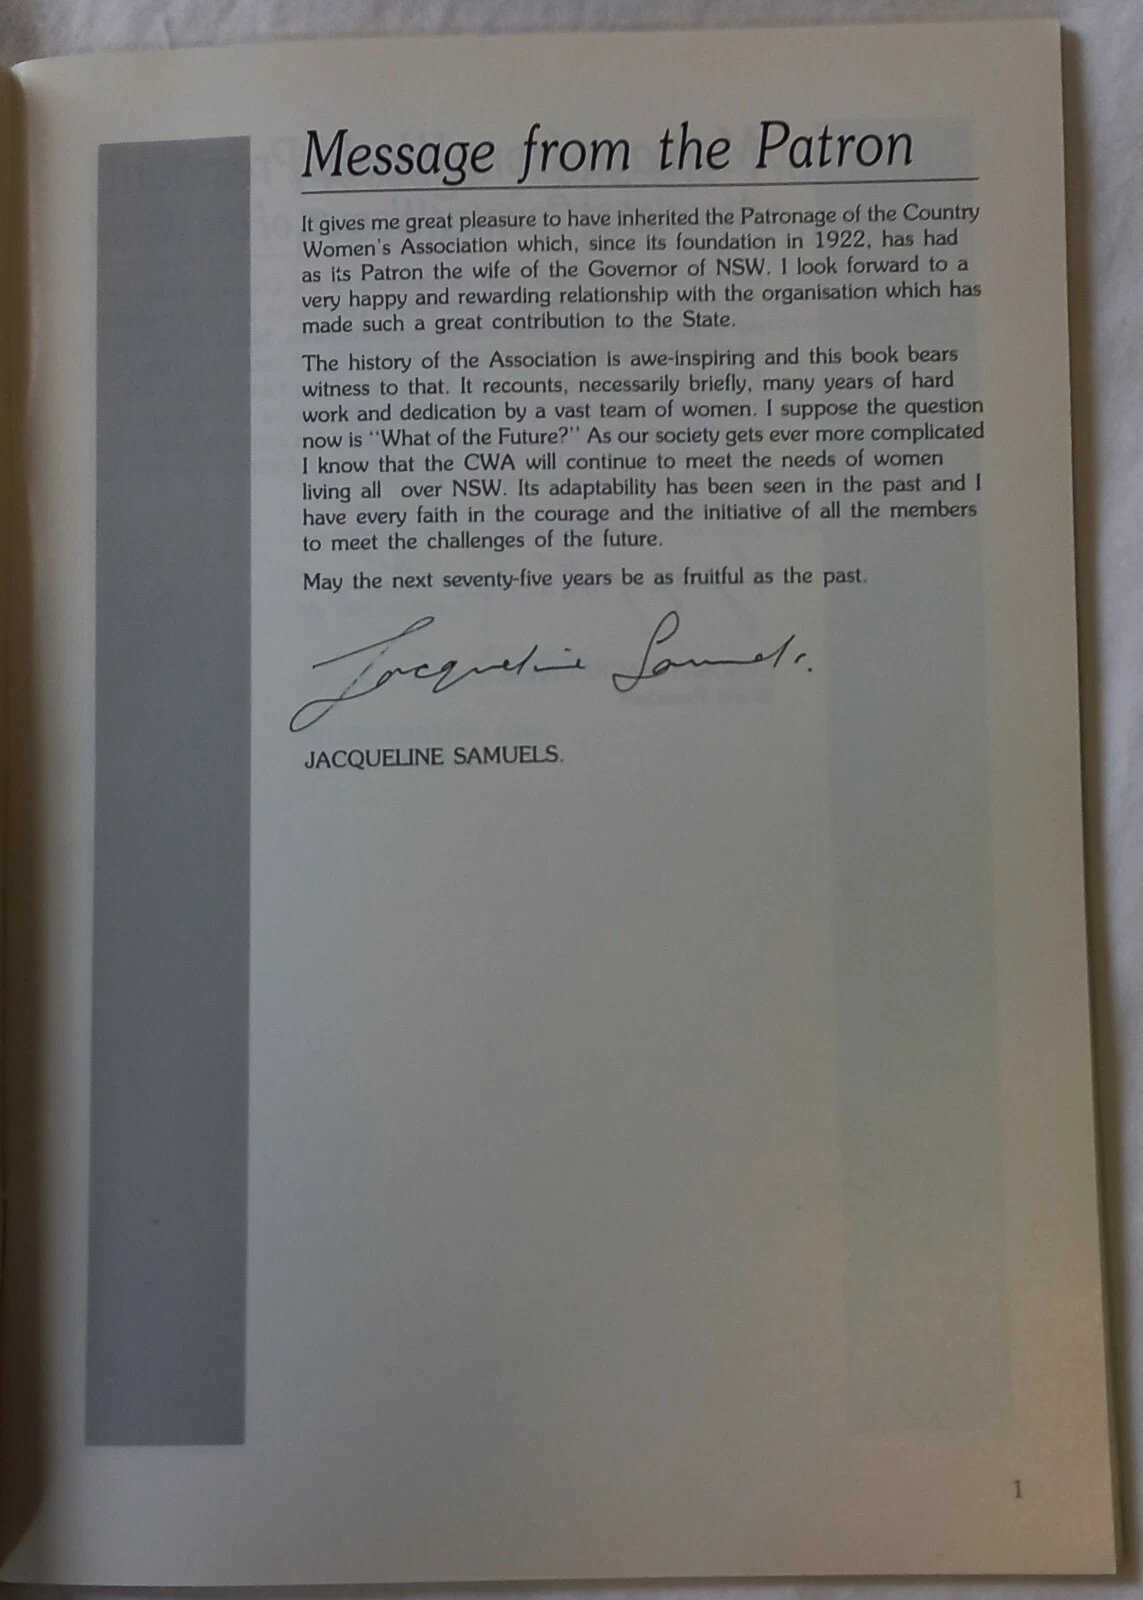 Message from the Patron
It gives me great pleasure to have inherited the Patronage of the Country
Women's Association which, since its foundation in 1922, has had
as its Patron the wife of the Governor of NSW. I look forward to a
very happy and rewarding relationship with the organisation which has
made such a great contribution to the State.
The history of the Association is awe-inspiring and this book bears
witness to that. It recounts, necessarily briefly, many years of hard
work and dedication by a vast team of women. I suppose the question
now is "What of the Future?" As our society gets ever more complicated
I know that the CWA will continue to meet the needs of women
living all over NSW. Its adaptability has been seen in the past and I
have every faith in the courage and the initiative of all the members
to meet the challenges of the future.
May the next seventy-five years be as fruitful as the past.
Jacqueline Samuels.
JACQUELINE SAMUELS.
1